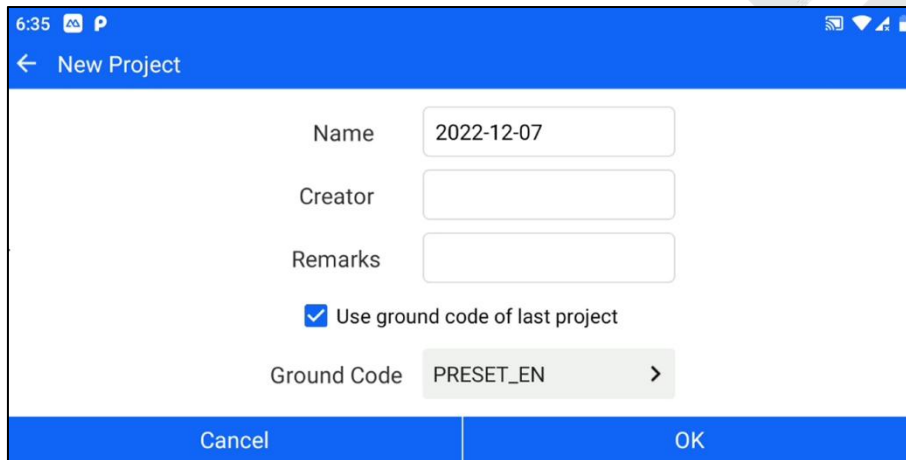 6:35
New Project
Name 2022-12-07
Creator
Remarks
Use ground code of last project
Ground Code PRESET_EN
Cancel OK